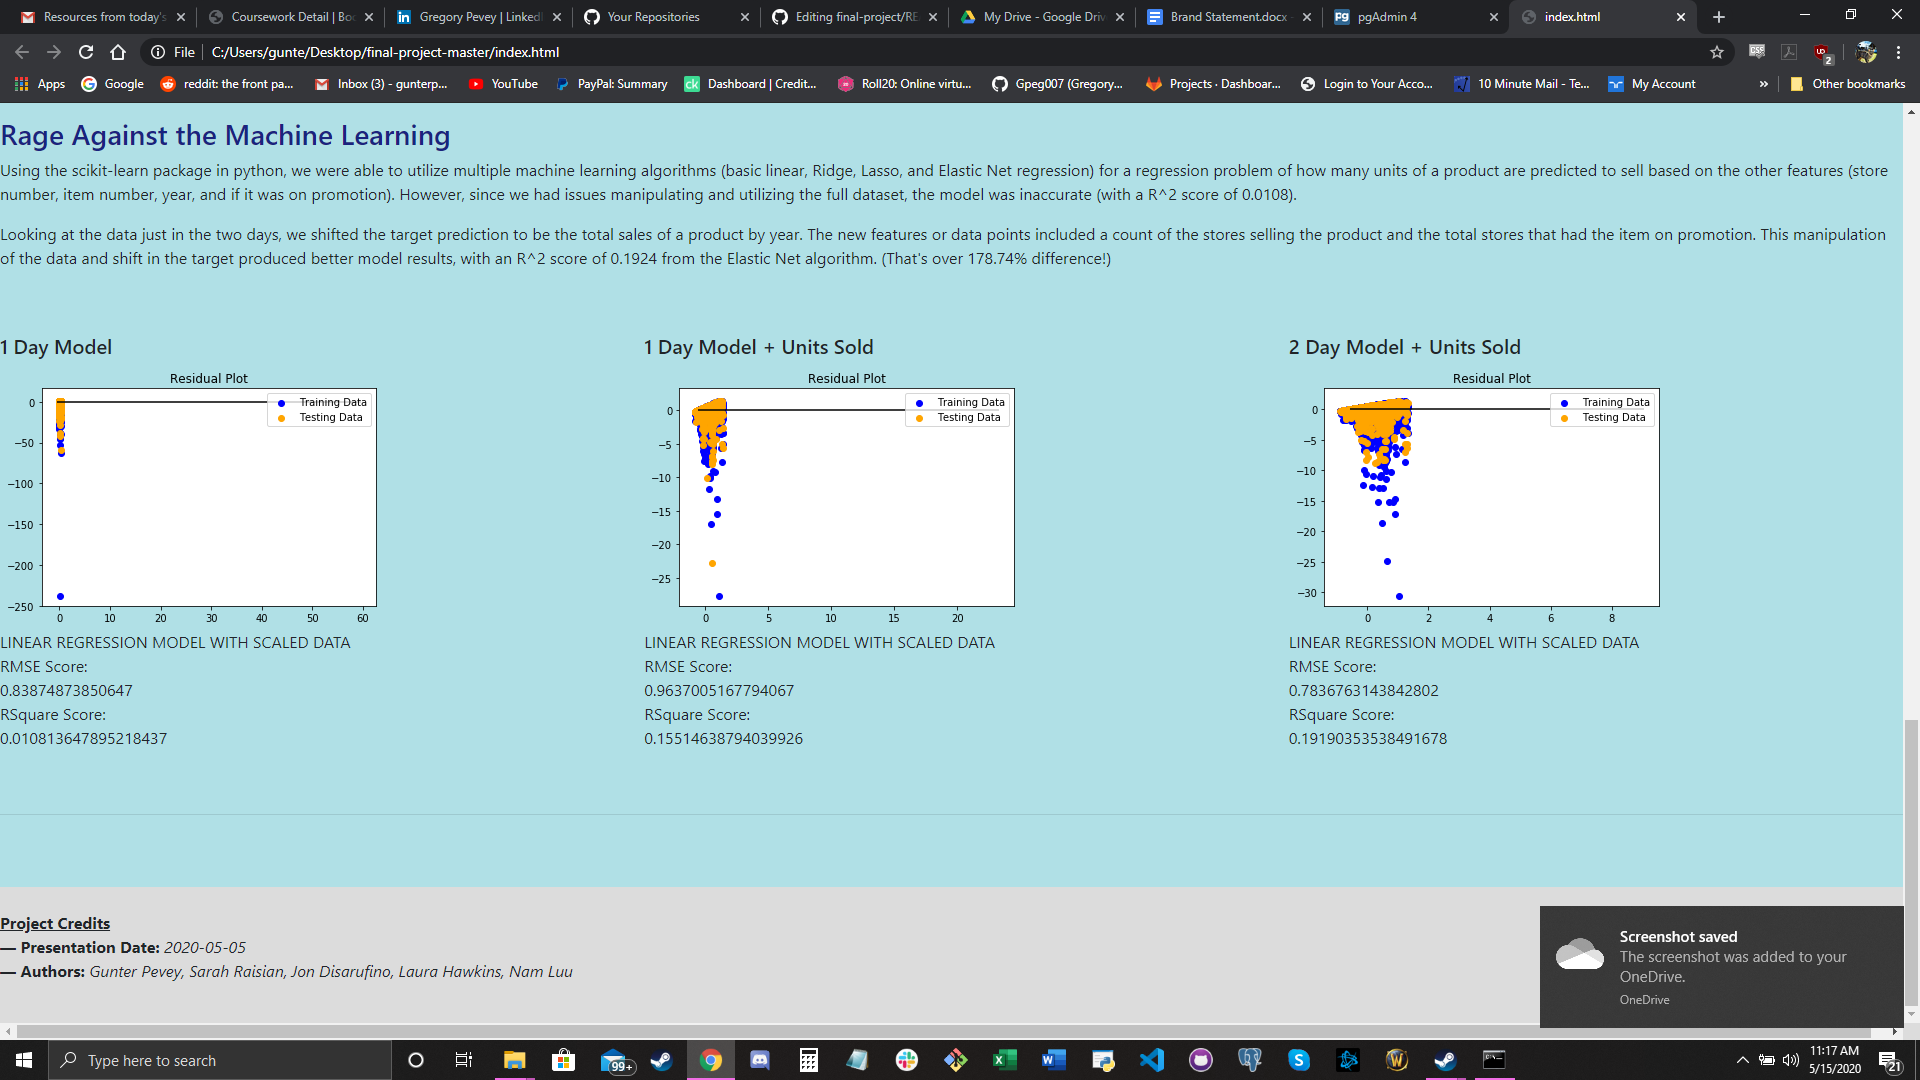 Resources from today's
Coursework Detail | Boo
Gregory Pevey | LinkedI
Your Repositories
Editing final-project/RE
My Drive - Google Driv
Brand Statement.docx
pgAdmin 4
index.html
File
C:/Users/gunte/Desktop/final-project-master/index.html
2
Apps
Google
reddit: the front pa...
Inbox (3) - gunterp...
YouTube
PayPal: Summary
Dashboard | Credit...
Roll20: Online virtu...
Gpeg007 (Gregory...
Projects · Dashboar...
Login to Your Acco...
10 Minute Mail - Te...
My Account
»
Other bookmarks
Rage Against the Machine Learning
Using the scikit-learn package in python, we were able to utilize multiple machine learning algorithms (basic linear, Ridge, Lasso, and Elastic Net regression) for a regression problem of how many units of a product are predicted to sell based on the other features (store
number, item number, year, and if it was on promotion). However, since we had issues manipulating and utilizing the full dataset, the model was inaccurate (with a R^2 score of 0.0108).
Looking at the data just in the two days, we shifted the target prediction to be the total sales of a product by year. The new features or data points included a count of the stores selling the product and the total stores that had the item on promotion. This manipulation
of the data and shift in the target produced better model results, with an R^2 score of 0.1924 from the Elastic Net algorithm. (That's over 178.74% difference!)
1 Day Model
Residual Plot
Training Data
Testing Data
0
−50
−100
−150
−200
−250
0 10 20 30 40 50 60
LINEAR REGRESSION MODEL WITH SCALED DATA
RMSE Score:
0.83874873850647
RSquare Score:
0.010813647895218437
1 Day Model + Units Sold
Residual Plot
Training Data
Testing Data
0
−5
−10
−15
−20
−25
0 5 10 15 20
LINEAR REGRESSION MODEL WITH SCALED DATA
RMSE Score:
0.9637005167794067
RSquare Score:
0.15514638794039926
2 Day Model + Units Sold
Residual Plot
Training Data
Testing Data
0
−5
−10
−15
−20
−25
−30
0 2 4 6 8
LINEAR REGRESSION MODEL WITH SCALED DATA
RMSE Score:
0.7836763143842802
RSquare Score:
0.19190353538491678
Project Credits
— Presentation Date: 2020-05-05
— Authors: Gunter Pevey, Sarah Raisian, Jon Disarufino, Laura Hawkins, Nam Luu
Screenshot saved
The screenshot was added to your
OneDrive.
OneDrive
Type here to search
99+
11:17 AM
5/15/2020
21